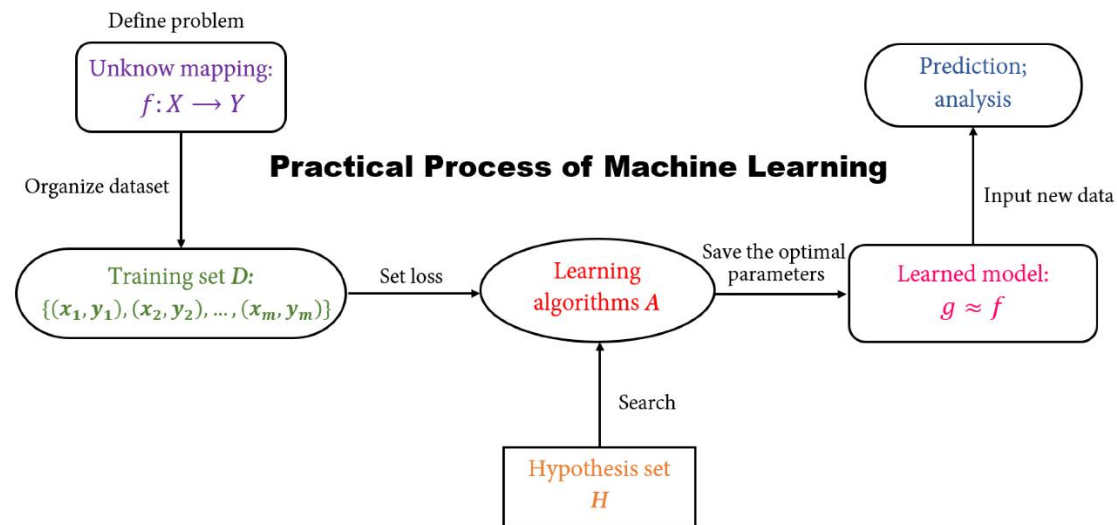 Define problem
Unknow mapping:
f: X ⟶ Y
Prediction;
analysis
Practical Process of Machine Learning
Organize dataset
Input new data
Training set D:
{(x₁, y₁), (x₂, y₂), ..., (xₘ, yₘ)}
Set loss
Learning
algorithms A
Save the optimal
parameters
Learned model:
g ≈ f
Search
Hypothesis set
H